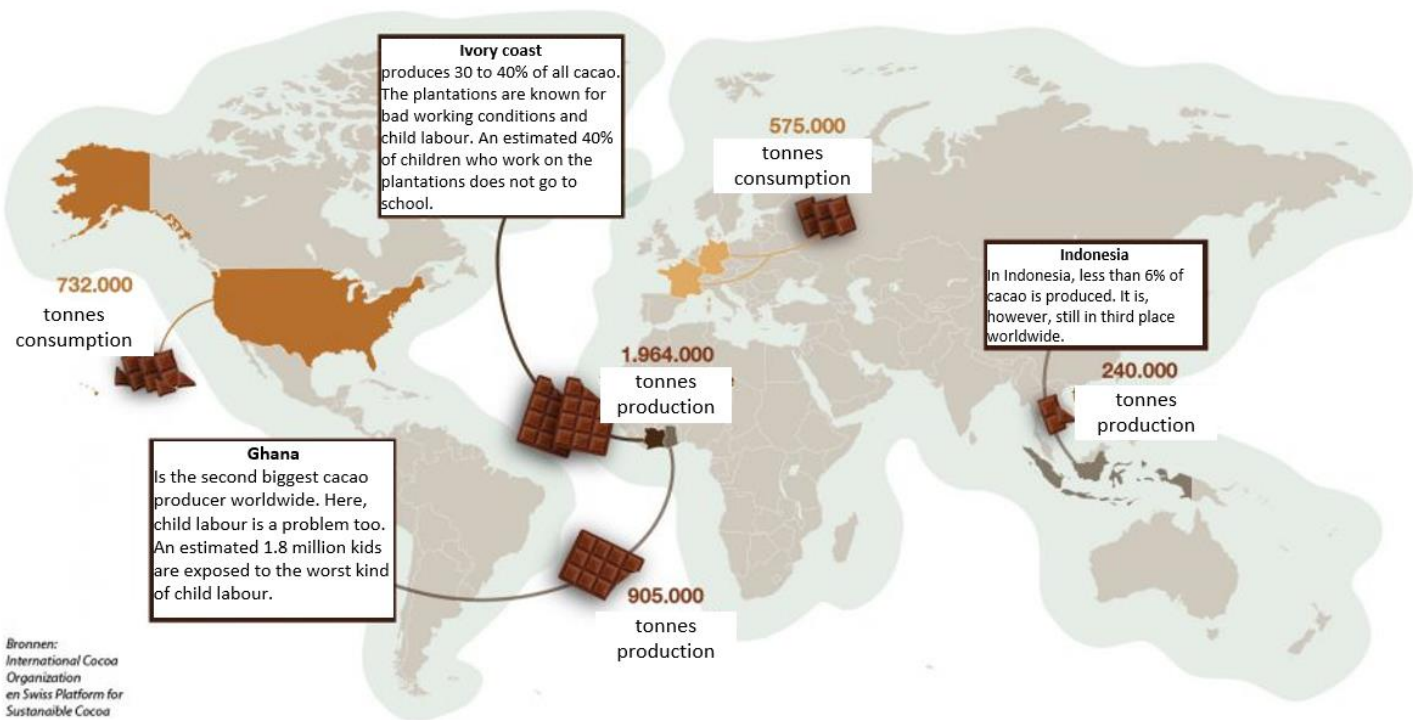 Ivory coast
produces 30 to 40% of all cacao.
The plantations are known for
bad working conditions and
child labour. An estimated 40%
of children who work on the
plantations does not go to
school.
575.000
tonnes
consumption
Indonesia
In Indonesia, less than 6% of
cacao is produced. It is,
however, still in third place
worldwide.
732.000
tonnes
consumption
1.964.000
tonnes
production
240.000
tonnes
production
Ghana
Is the second biggest cacao
producer worldwide. Here,
child labour is a problem too.
An estimated 1.8 million kids
are exposed to the worst kind
of child labour.
905.000
tonnes
production
Bronnen:
International Cocoa
Organization
en Swiss Platform for
Sustanaible Cocoa